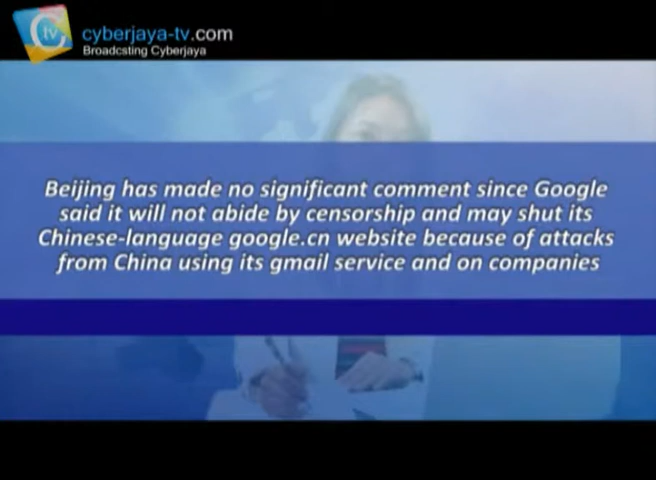 tv
cyberjaya-tv.com
Broadcsting Cyberjaya
Beijing has made no significant comment since Google
said it will not abide by censorship and may shut its
Chinese-language google.cn website because of attacks
from China using its gmail service and on companies